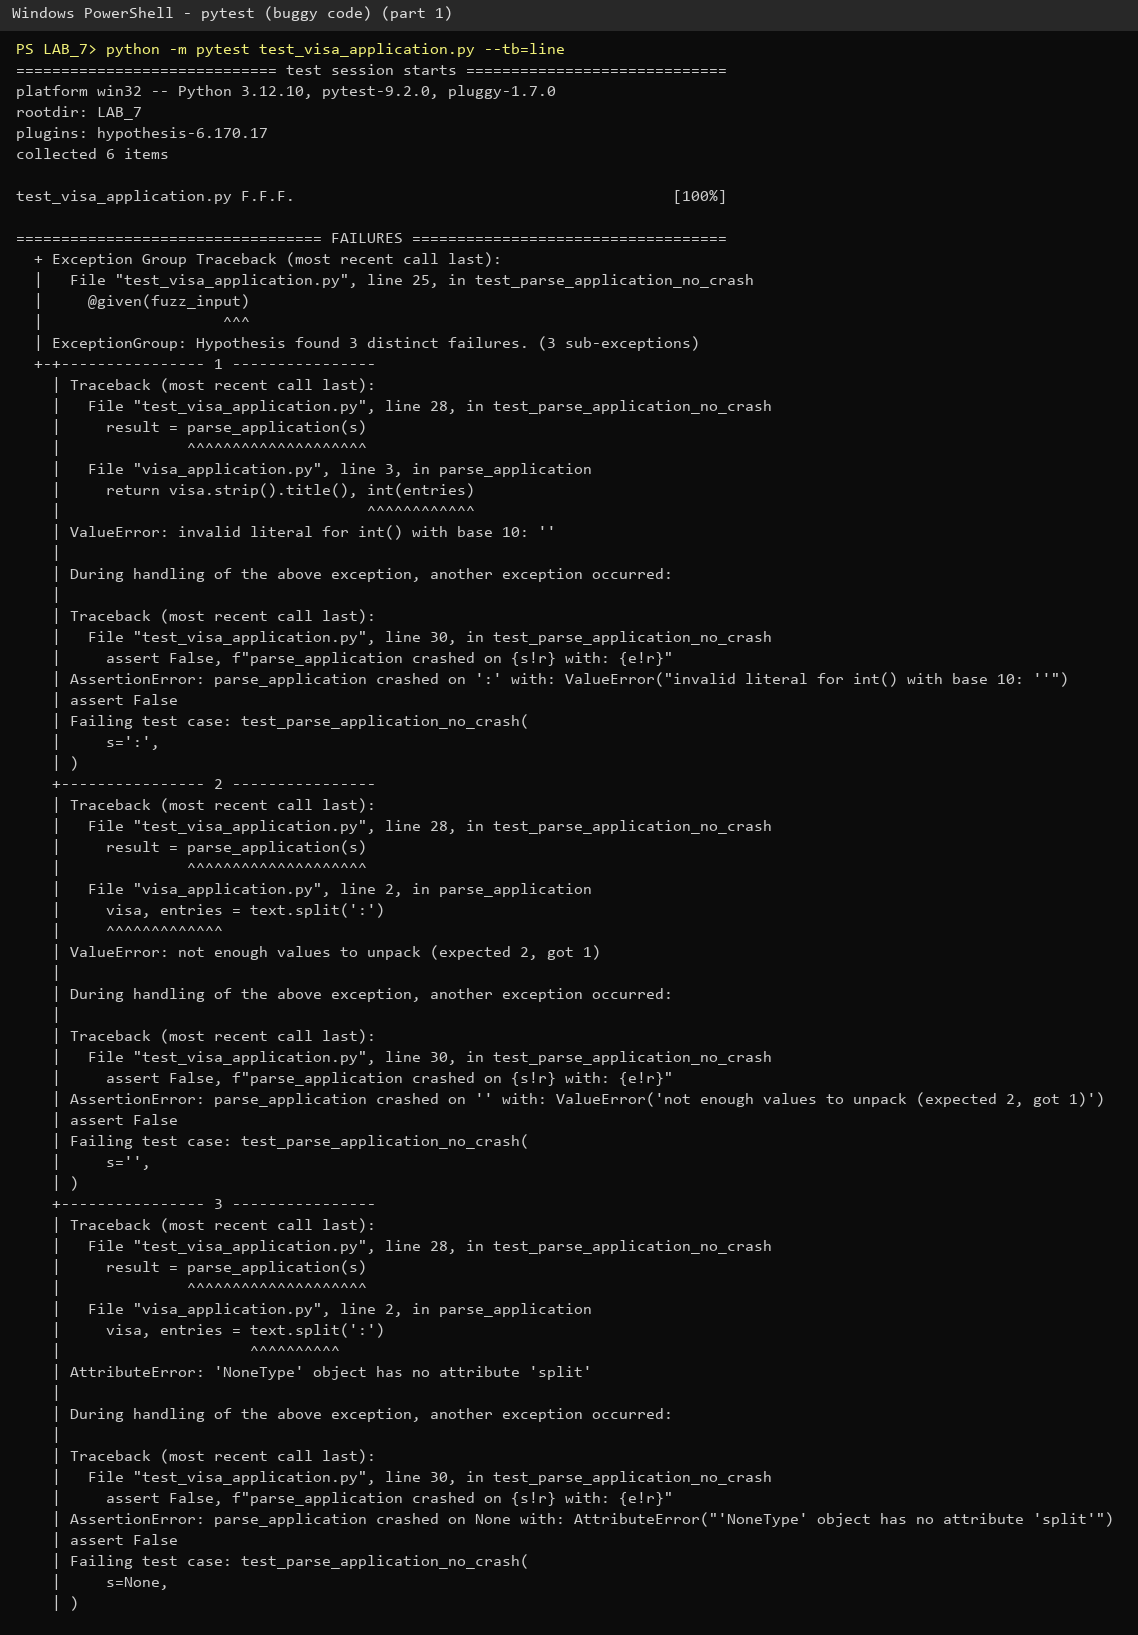 Windows PowerShell - pytest (buggy code) (part 1)
PS LAB_7> python -m pytest test_visa_application.py --tb=line
============================= test session starts =============================
platform win32 -- Python 3.12.10, pytest-9.2.0, pluggy-1.7.0
rootdir: LAB_7
plugins: hypothesis-6.170.17
collected 6 items

test_visa_application.py F.F.F.                                          [100%]

================================== FAILURES ===================================
  + Exception Group Traceback (most recent call last):
  |   File "test_visa_application.py", line 25, in test_parse_application_no_crash
  |     @given(fuzz_input)
  |                    ^^^
  | ExceptionGroup: Hypothesis found 3 distinct failures. (3 sub-exceptions)
  +-+---------------- 1 ----------------
    | Traceback (most recent call last):
    |   File "test_visa_application.py", line 28, in test_parse_application_no_crash
    |     result = parse_application(s)
    |              ^^^^^^^^^^^^^^^^^^^^
    |   File "visa_application.py", line 3, in parse_application
    |     return visa.strip().title(), int(entries)
    |                                  ^^^^^^^^^^^^
    | ValueError: invalid literal for int() with base 10: ''
    |
    | During handling of the above exception, another exception occurred:
    |
    | Traceback (most recent call last):
    |   File "test_visa_application.py", line 30, in test_parse_application_no_crash
    |     assert False, f"parse_application crashed on {s!r} with: {e!r}"
    | AssertionError: parse_application crashed on ':' with: ValueError("invalid literal for int() with base 10: ''")
    | assert False
    | Failing test case: test_parse_application_no_crash(
    |     s=':',
    | )
    +---------------- 2 ----------------
    | Traceback (most recent call last):
    |   File "test_visa_application.py", line 28, in test_parse_application_no_crash
    |     result = parse_application(s)
    |              ^^^^^^^^^^^^^^^^^^^^
    |   File "visa_application.py", line 2, in parse_application
    |     visa, entries = text.split(':')
    |     ^^^^^^^^^^^^^
    | ValueError: not enough values to unpack (expected 2, got 1)
    |
    | During handling of the above exception, another exception occurred:
    |
    | Traceback (most recent call last):
    |   File "test_visa_application.py", line 30, in test_parse_application_no_crash
    |     assert False, f"parse_application crashed on {s!r} with: {e!r}"
    | AssertionError: parse_application crashed on '' with: ValueError('not enough values to unpack (expected 2, got 1)')
    | assert False
    | Failing test case: test_parse_application_no_crash(
    |     s='',
    | )
    +---------------- 3 ----------------
    | Traceback (most recent call last):
    |   File "test_visa_application.py", line 28, in test_parse_application_no_crash
    |     result = parse_application(s)
    |              ^^^^^^^^^^^^^^^^^^^^
    |   File "visa_application.py", line 2, in parse_application
    |     visa, entries = text.split(':')
    |                     ^^^^^^^^^^
    | AttributeError: 'NoneType' object has no attribute 'split'
    |
    | During handling of the above exception, another exception occurred:
    |
    | Traceback (most recent call last):
    |   File "test_visa_application.py", line 30, in test_parse_application_no_crash
    |     assert False, f"parse_application crashed on {s!r} with: {e!r}"
    | AssertionError: parse_application crashed on None with: AttributeError("'NoneType' object has no attribute 'split'")
    | assert False
    | Failing test case: test_parse_application_no_crash(
    |     s=None,
    | )